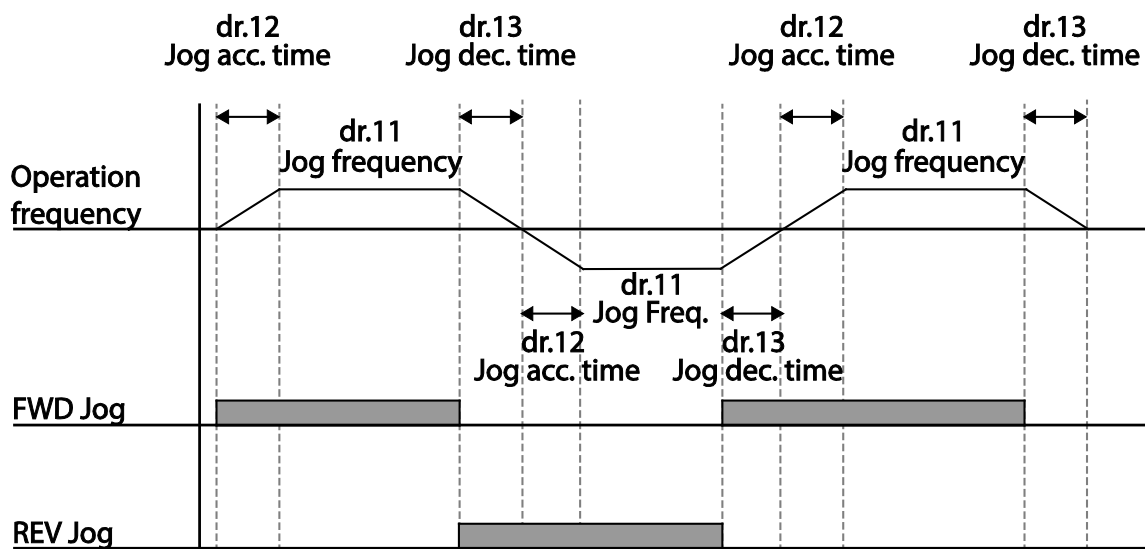 dr.12
Jog acc. time
dr.13
Jog dec. time
dr.12
Jog acc. time
dr.13
Jog dec. time
dr.11
Jog frequency
dr.11
Jog frequency
Operation
frequency
dr.11
Jog Freq.
dr.12
Jog acc. time
dr.13
Jog dec. time
FWD Jog
REV Jog